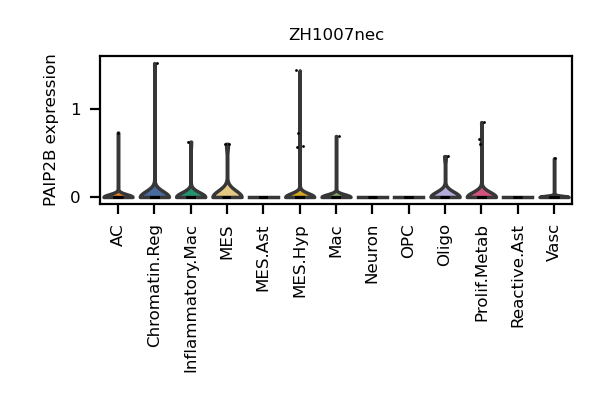 ZH1007nec
PAIP2B expression
1
0
AC
Chromatin.Reg
Inflammatory.Mac
MES
MES.Ast
MES.Hyp
Mac
Neuron
OPC
Oligo
Prolif.Metab
Reactive.Ast
Vasc